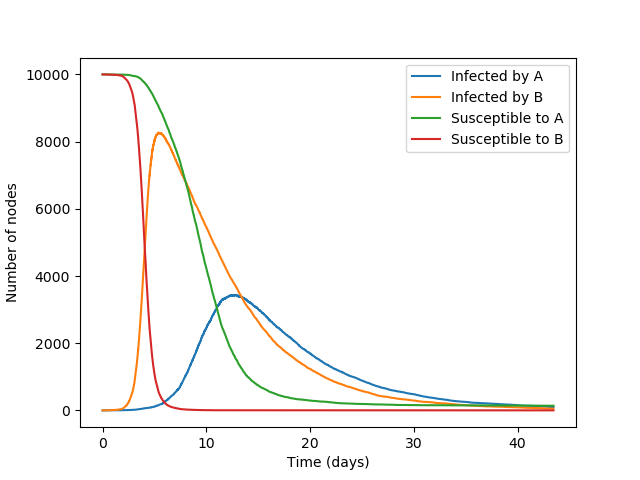 Infected by A
Infected by B
Susceptible to A
Susceptible to B
10000
8000
6000
4000
2000
0
Number of nodes
0 10 20 30 40
Time (days)